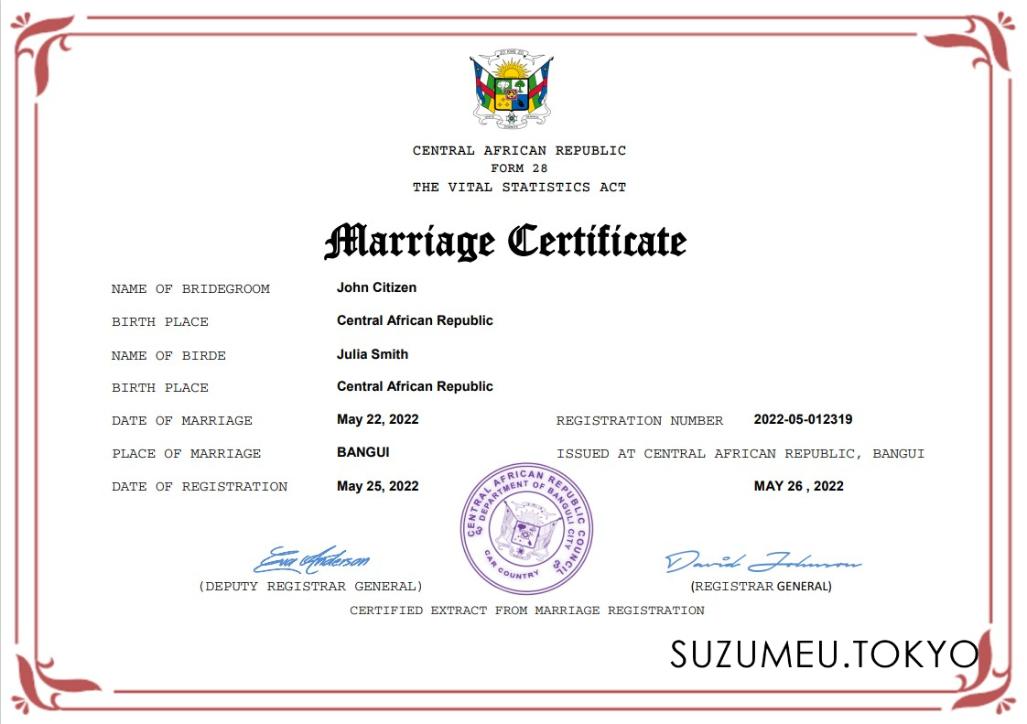 CENTRAL AFRICAN REPUBLIC
FORM 28
THE VITAL STATISTICS ACT
Marriage Certificate
NAME OF BRIDEGROOM John Citizen
BIRTH PLACE Central African Republic
NAME OF BIRDE Julia Smith
BIRTH PLACE Central African Republic
DATE OF MARRIAGE May 22, 2022 REGISTRATION NUMBER 2022-05-012319
PLACE OF MARRIAGE BANGUI ISSUED AT CENTRAL AFRICAN REPUBLIC, BANGUI
DATE OF REGISTRATION May 25, 2022 MAY 26 , 2022
CENTRAL AFRICAN REPUBLIC COUNCIL
DEPARTMENT OF BANGULI CITY
CAR COUNTRY
Eva Anderson David Johnson
(DEPUTY REGISTRAR GENERAL) (REGISTRAR GENERAL)
CERTIFIED EXTRACT FROM MARRIAGE REGISTRATION
SUZUMEU.TOKYO